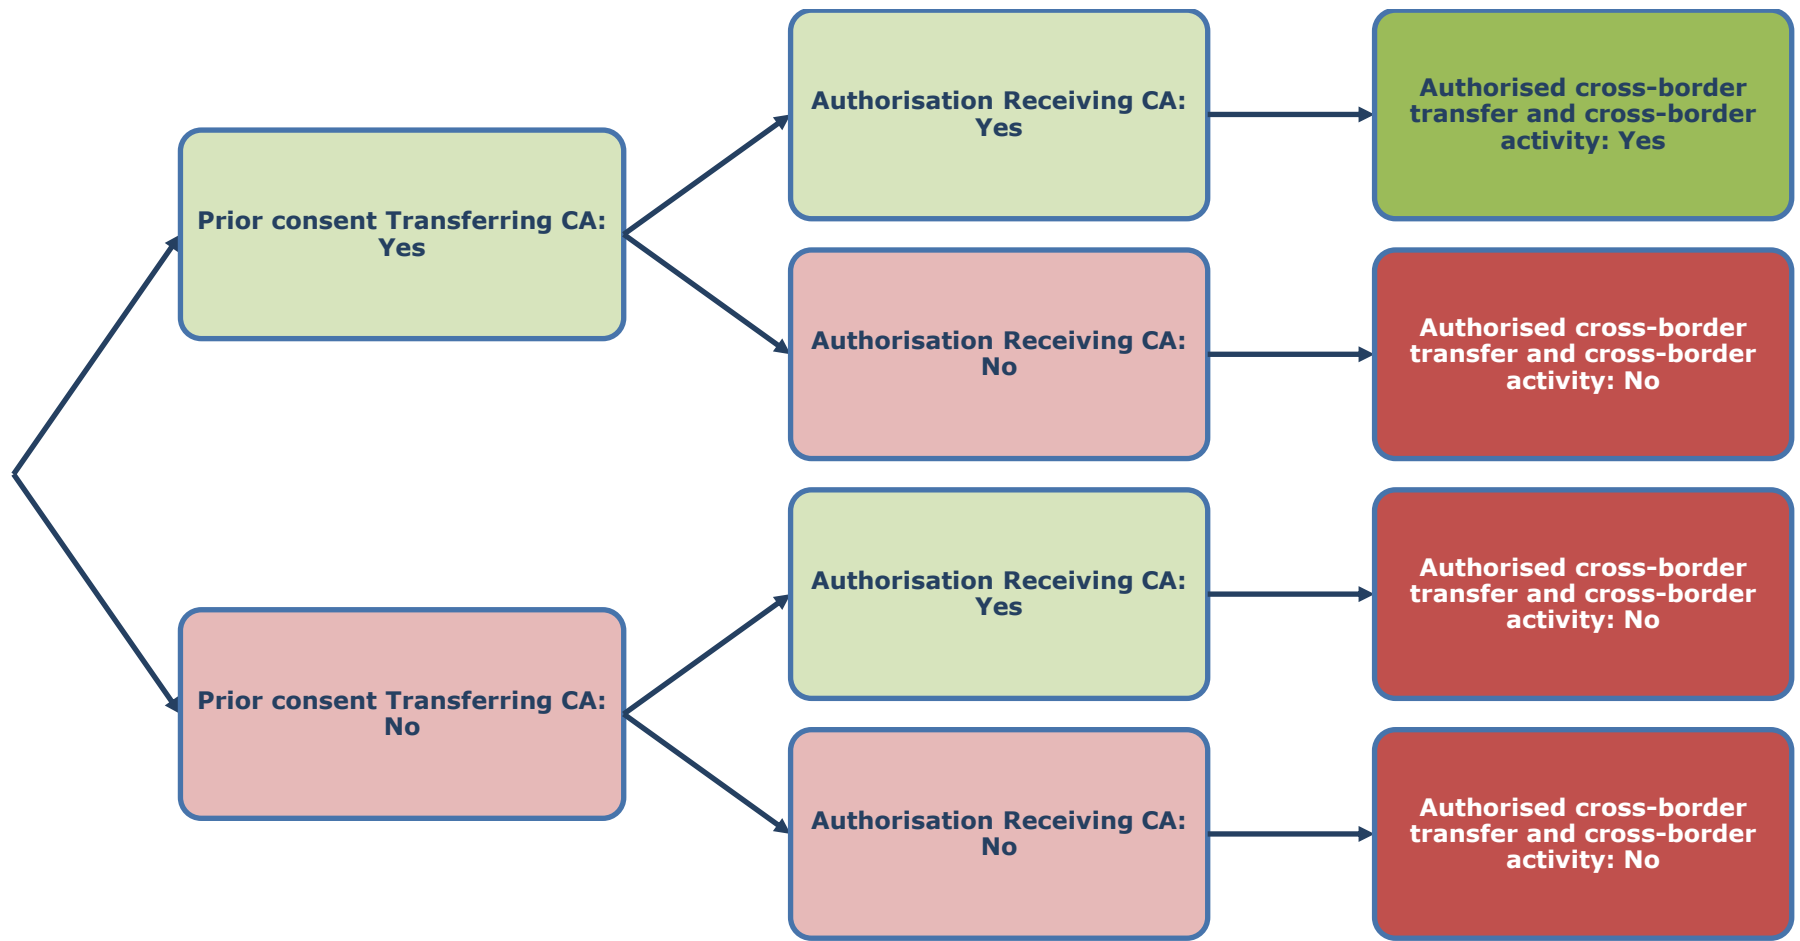 Prior consent Transferring CA:
Yes
Authorisation Receiving CA:
Yes
Authorised cross-border
transfer and cross-border
activity: Yes
Authorisation Receiving CA:
No
Authorised cross-border
transfer and cross-border
activity: No
Prior consent Transferring CA:
No
Authorisation Receiving CA:
Yes
Authorised cross-border
transfer and cross-border
activity: No
Authorisation Receiving CA:
No
Authorised cross-border
transfer and cross-border
activity: No